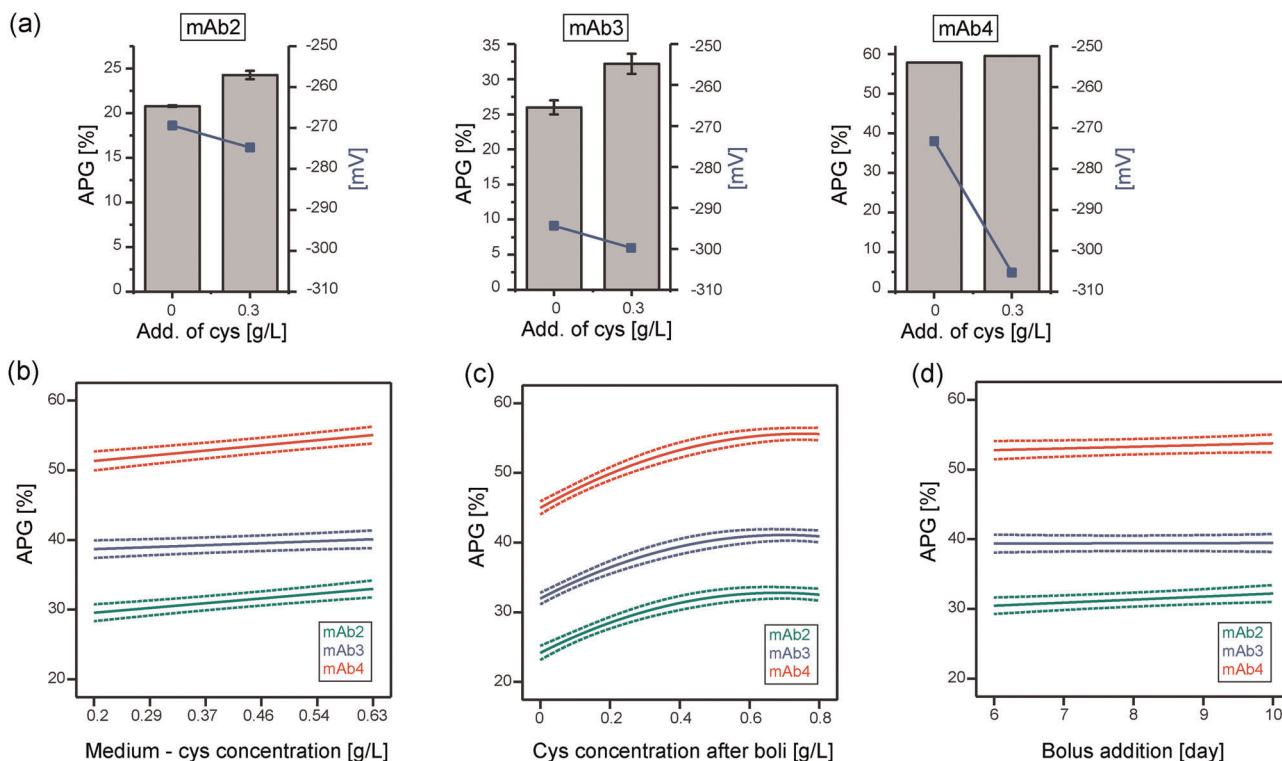 (a)
mAb2
mAb3
mAb4
APG [%]
25
20
15
10
5
0
-250
-260
-270
-280
-290
-300
-310
[mV]
0 0.3
Add. of cys [g/L]
APG [%]
35
30
25
20
15
10
5
0
-250
-260
-270
-280
-290
-300
-310
[mV]
0 0.3
Add. of cys [g/L]
APG [%]
60
50
40
30
20
10
0
-250
-260
-270
-280
-290
-300
-310
[mV]
0 0.3
Add. of cys [g/L]
(b)
APG [%]
60
50
40
30
20
mAb2
mAb3
mAb4
0.2 0.29 0.37 0.46 0.54 0.63
Medium - cys concentration [g/L]
(c)
APG [%]
60
50
40
30
20
mAb2
mAb3
mAb4
0 0.2 0.4 0.6 0.8
Cys concentration after boli [g/L]
(d)
APG [%]
60
50
40
30
20
mAb2
mAb3
mAb4
6 7 8 9 10
Bolus addition [day]